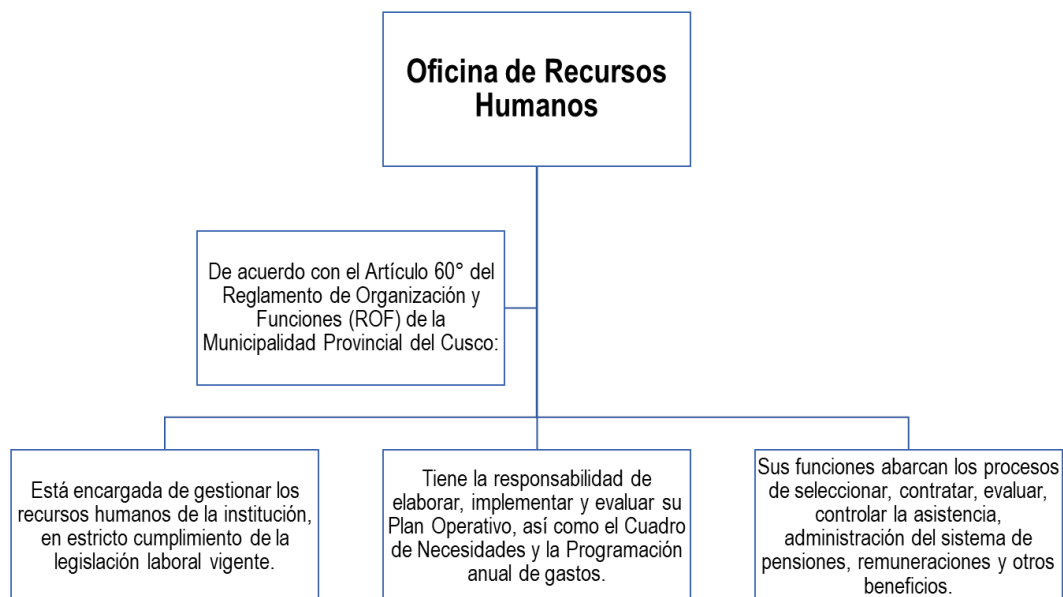 Oficina de Recursos
Humanos
De acuerdo con el Artículo 60° del
Reglamento de Organización y
Funciones (ROF) de la
Municipalidad Provincial del Cusco:
Está encargada de gestionar los
recursos humanos de la institución,
en estricto cumplimiento de la
legislación laboral vigente.
Tiene la responsabilidad de
elaborar, implementar y evaluar su
Plan Operativo, así como el Cuadro
de Necesidades y la Programación
anual de gastos.
Sus funciones abarcan los procesos
de seleccionar, contratar, evaluar,
controlar la asistencia,
administración del sistema de
pensiones, remuneraciones y otros
beneficios.